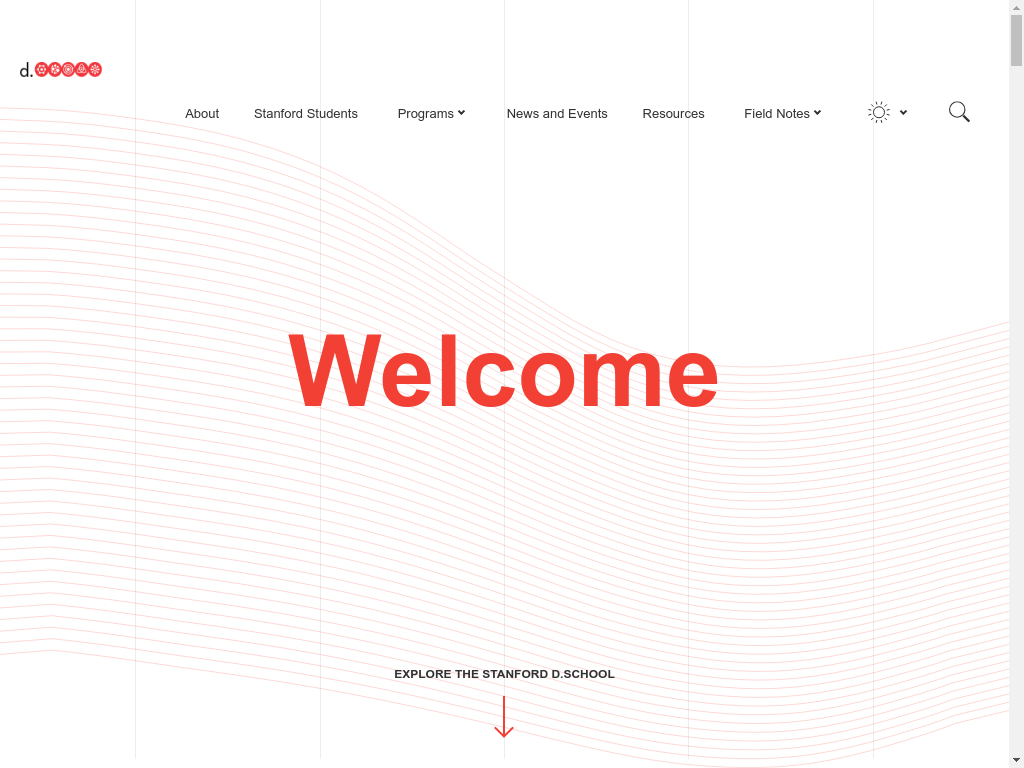 d.
About
Stanford Students
Programs
News and Events
Resources
Field Notes
Welcome
EXPLORE THE STANFORD D.SCHOOL